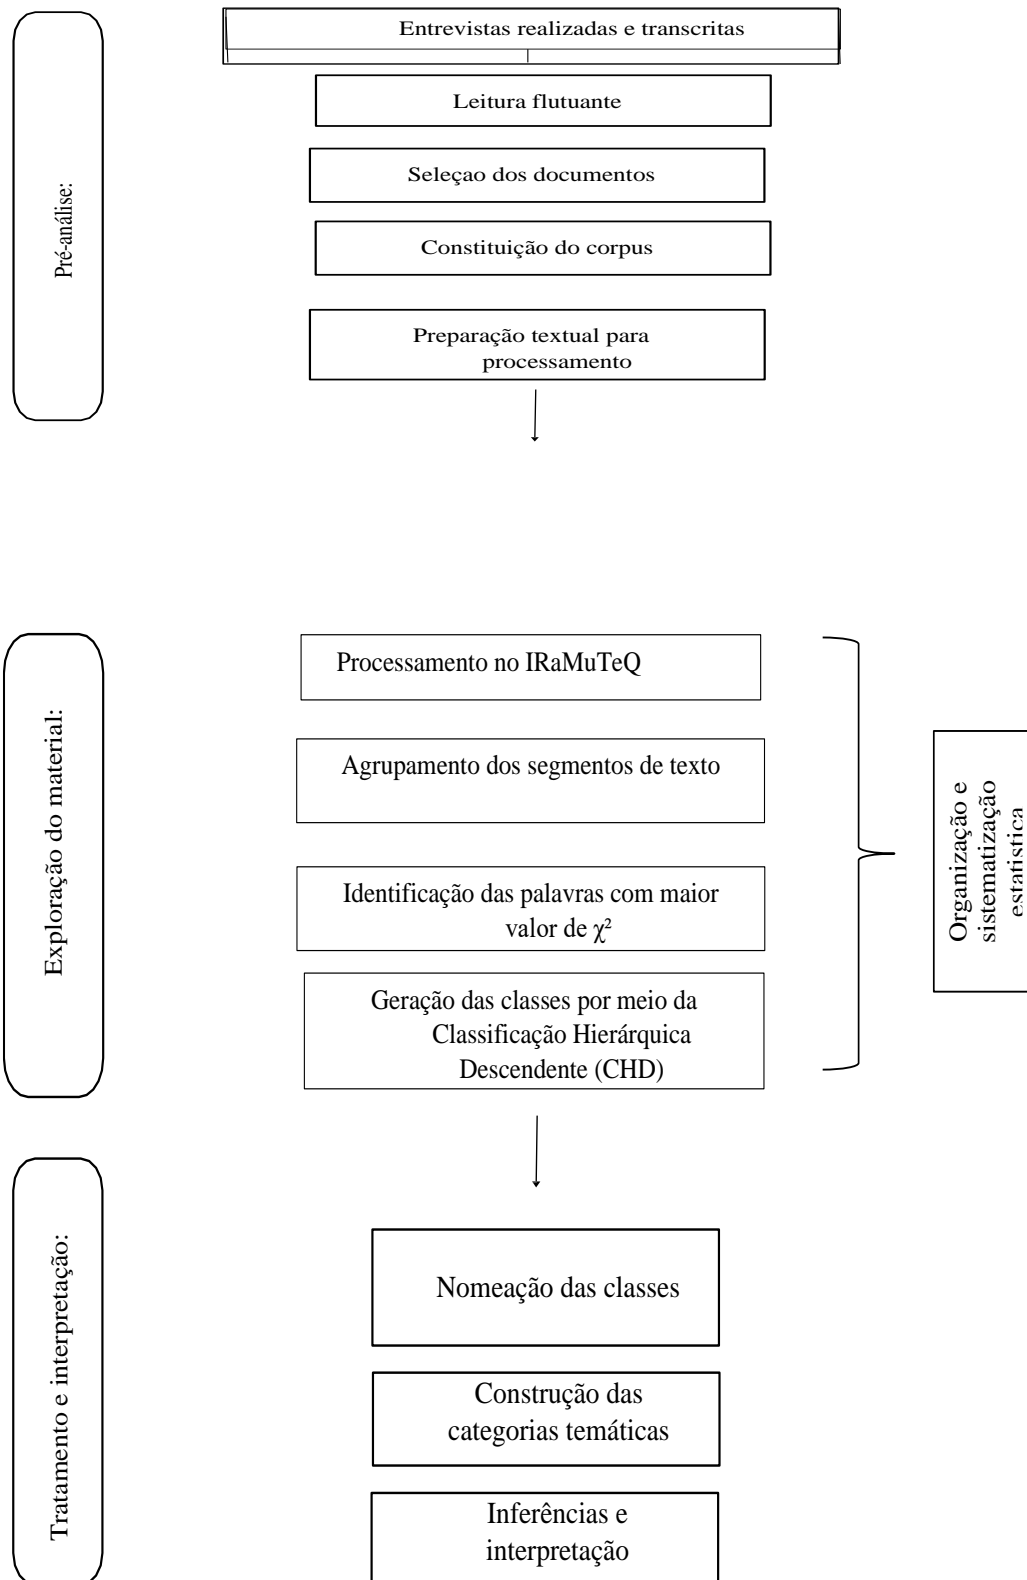 Pré-análise:
Entrevistas realizadas e transcritas
Leitura flutuante
Seleçao dos documentos
Constituição do corpus
Preparação textual para
processamento
Exploração do material:
Processamento no IRaMuTeQ
Agrupamento dos segmentos de texto
Identificação das palavras com maior
valor de χ²
Geração das classes por meio da
Classificação Hierárquica
Descendente (CHD)
Organização e
sistematização
estatistica
Tratamento e interpretação:
Nomeação das classes
Construção das
categorias temáticas
Inferências e
interpretação